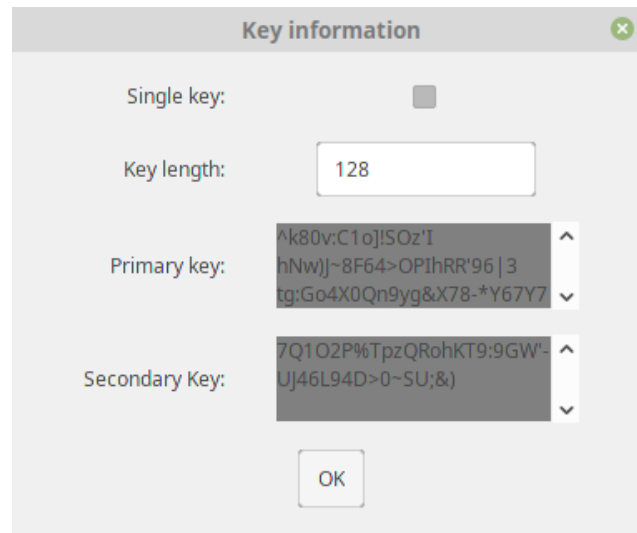 Key information
Single key:
Key length:
128
Primary key:
^k80v:C1o]!SOz'I
hNw)J~8F64>OPIhRR'96|3
tg:Go4X0Qn9yg&X78-*Y67Y7
Secondary Key:
7Q1O2P%TpzQRohKT9:9GW'-
UJ46L94D>0~SU;&)
OK